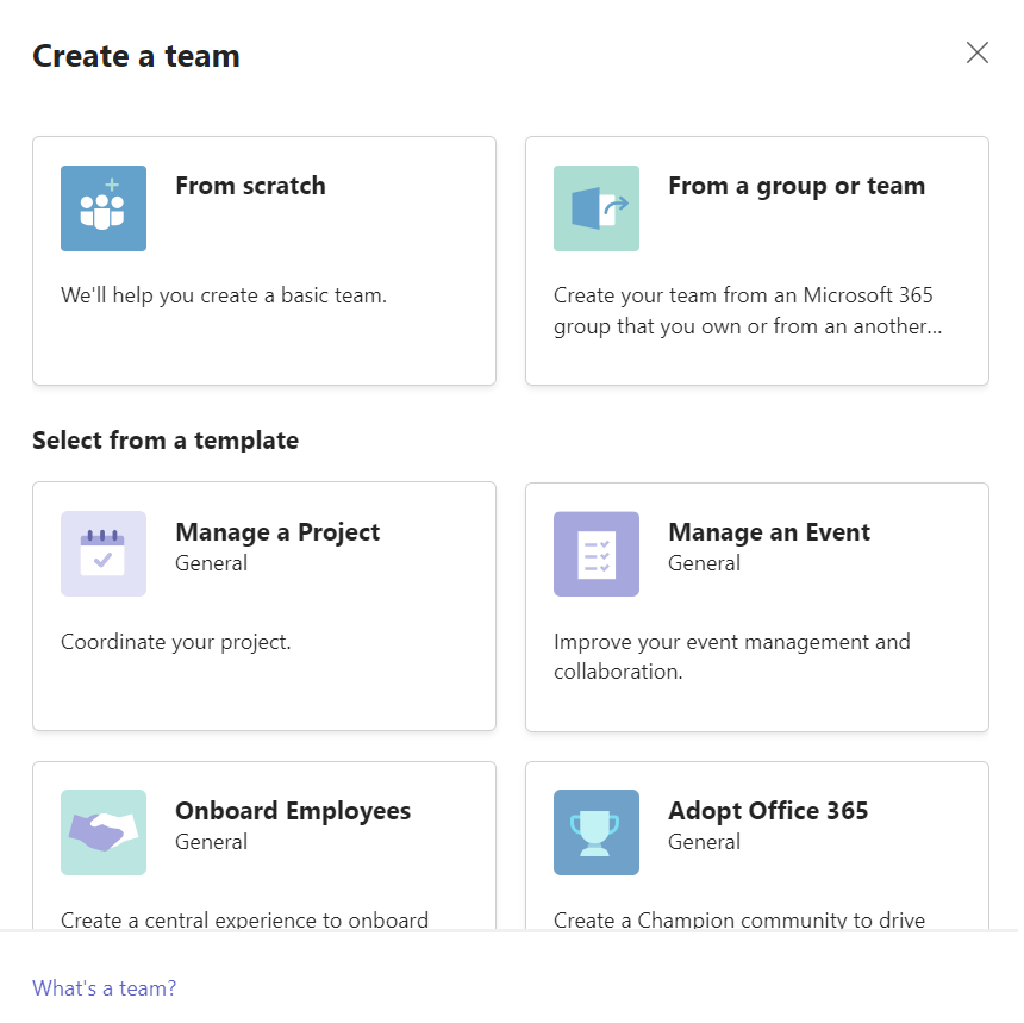 Create a team
From scratch
We'll help you create a basic team.
From a group or team
Create your team from an Microsoft 365
group that you own or from an another...
Select from a template
Manage a Project
General
Coordinate your project.
Manage an Event
General
Improve your event management and
collaboration.
Onboard Employees
General
Create a central experience to onboard
Adopt Office 365
General
Create a Champion community to drive
What's a team?